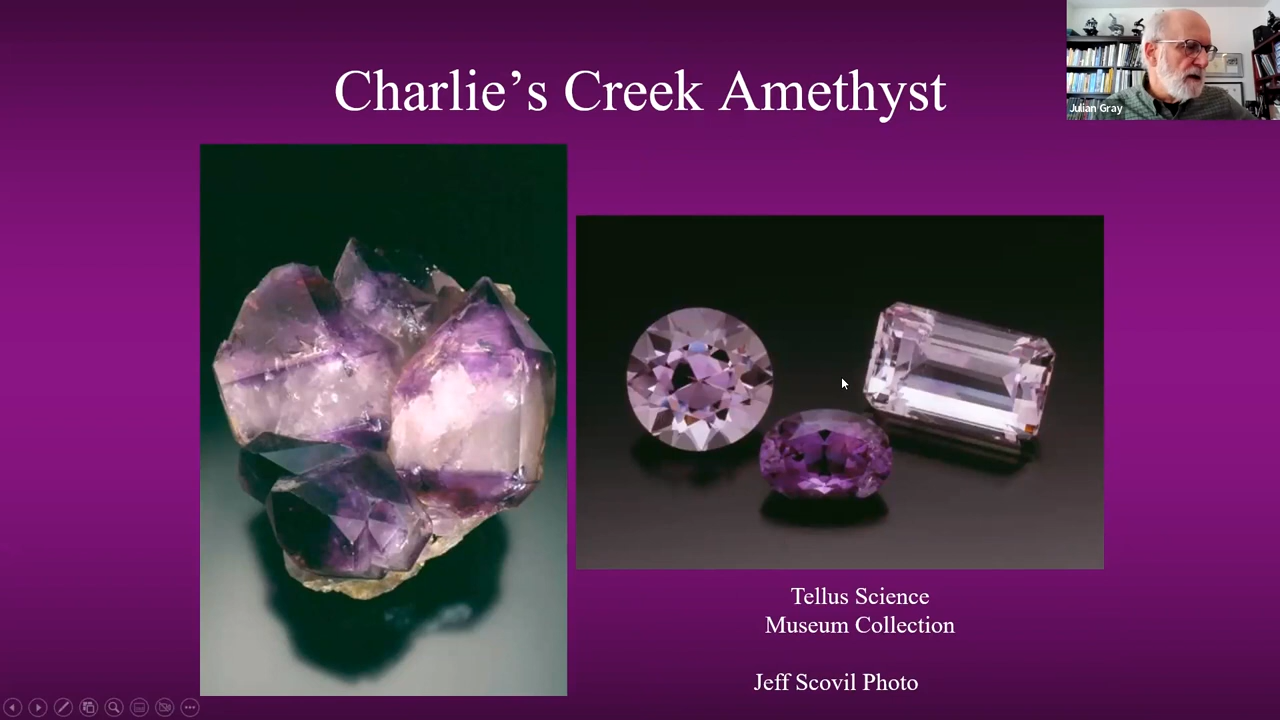 Charlie’s Creek Amethyst
Julian Gray
Tellus Science
Museum Collection
Jeff Scovil Photo